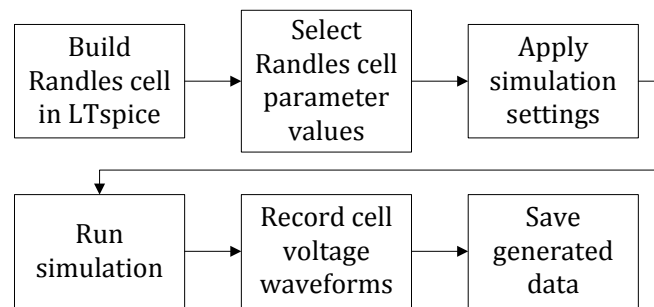 Build
Randles cell
in LTspice
Select
Randles cell
parameter
values
Apply
simulation
settings
Run
simulation
Record cell
voltage
waveforms
Save
generated
data